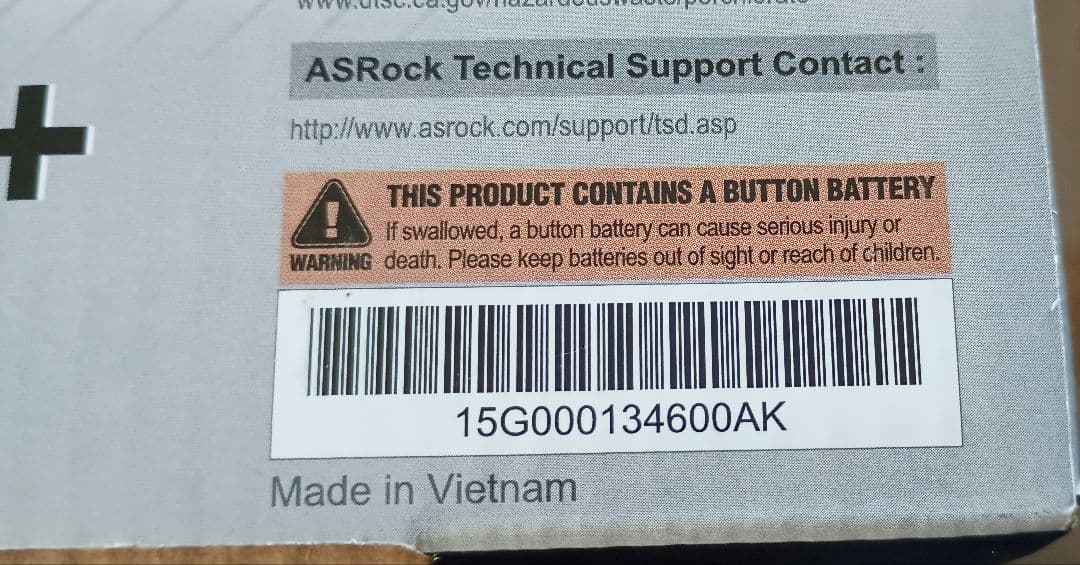 ASRock Technical Support Contact :
http://www.asrock.com/support/tsd.asp
THIS PRODUCT CONTAINS A BUTTON BATTERY
If swallowed, a button battery can cause serious injury or
WARNING death. Please keep batteries out of sight or reach of children.
15G000134600AK
Made in Vietnam